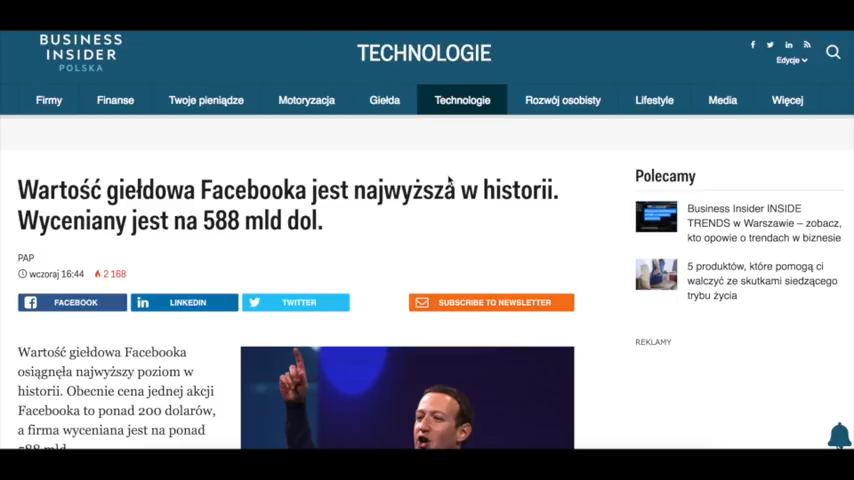 BUSINESS
INSIDER
POLSKA
TECHNOLOGIE
Edycje
Firmy Finanse Twoje pieniądze Motoryzacja Giełda Technologie Rozwój osobisty Lifestyle Media Więcej
Wartość giełdowa Facebooka jest najwyższa w historii.
Wyceniany jest na 588 mld dol.
PAP
wczoraj 16:44 2 168
FACEBOOK LINKEDIN TWITTER SUBSCRIBE TO NEWSLETTER
Wartość giełdowa Facebooka
osiągnęła najwyższy poziom w
historii. Obecnie cena jednej akcji
Facebooka to ponad 200 dolarów,
a firma wyceniana jest na ponad
588 mld
Polecamy
Business Insider INSIDE
TRENDS w Warszawie – zobacz,
kto opowie o trendach w biznesie
5 produktów, które pomogą ci
walczyć ze skutkami siedzącego
trybu życia
REKLAMY